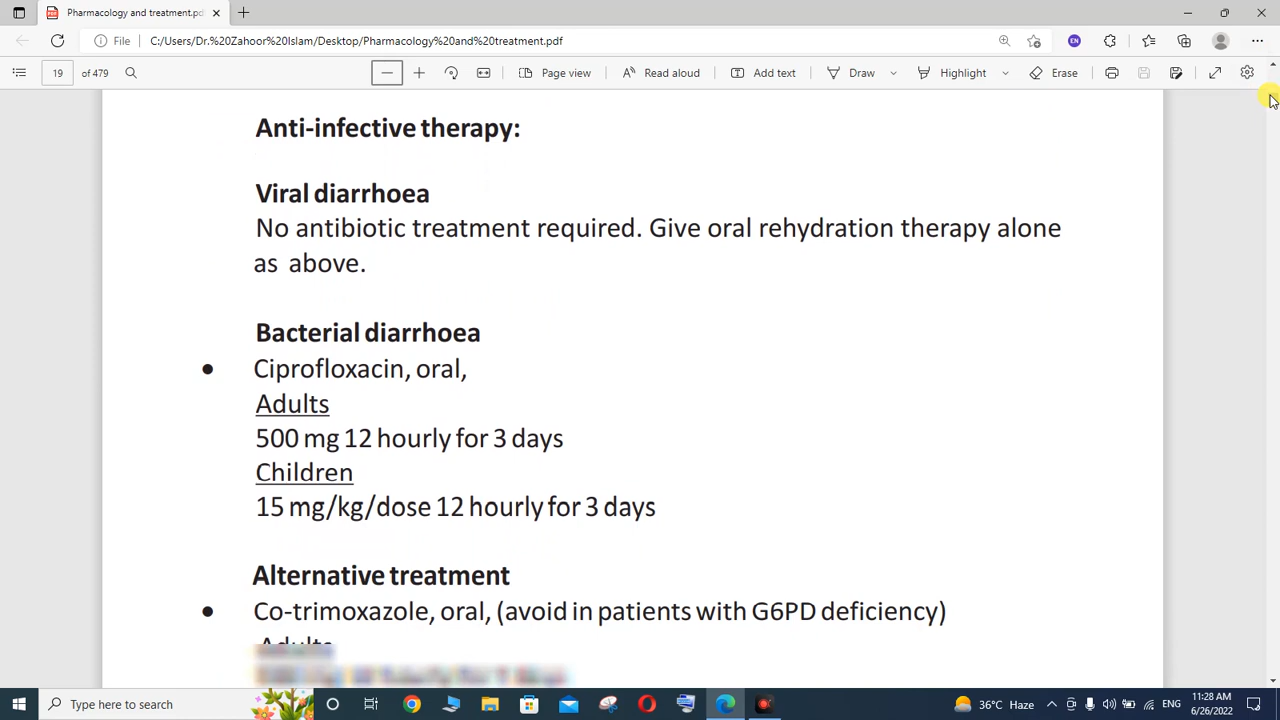 Pharmacology and treatment.pd
File
C:/Users/Dr.%20Zahoor%20Islam/Desktop/Pharmacology%20and%20treatment.pdf
EN
19 of 479
Page view
Read aloud
Add text
Draw
Highlight
Erase
Anti-infective therapy:
Viral diarrhoea
No antibiotic treatment required. Give oral rehydration therapy alone
as above.
Bacterial diarrhoea
• Ciprofloxacin, oral,
Adults
500 mg 12 hourly for 3 days
Children
15 mg/kg/dose 12 hourly for 3 days
Alternative treatment
• Co-trimoxazole, oral, (avoid in patients with G6PD deficiency)
Adults
Type here to search
36°C Haze
ENG
11:28 AM
6/26/2022